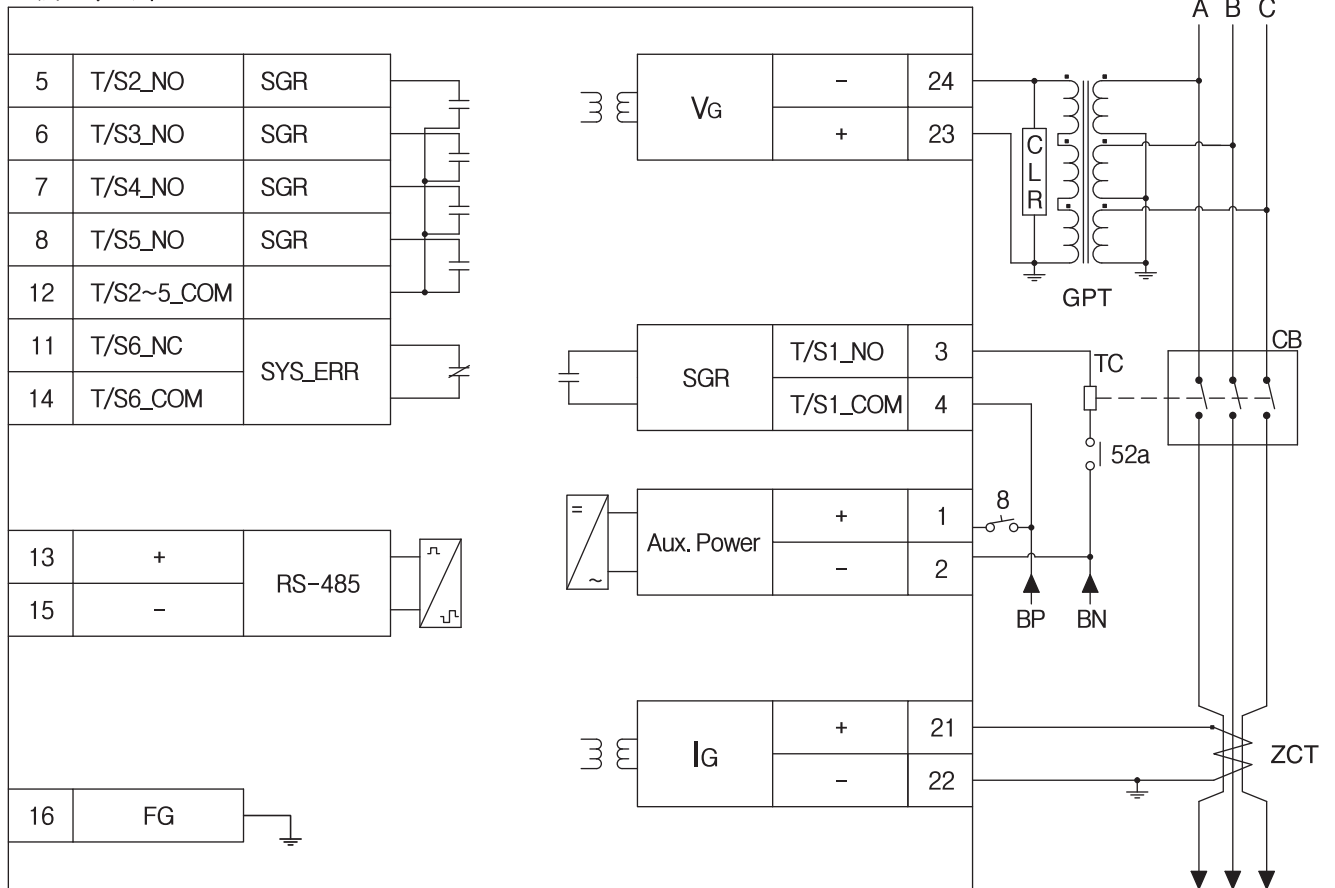 A B C
5 T/S2_NO SGR
6 T/S3_NO SGR
7 T/S4_NO SGR
8 T/S5_NO SGR
12 T/S2~5_COM
11 T/S6_NC SYS_ERR
14 T/S6_COM
13 + RS-485
15 -
16 FG
VG - 24
+ 23
CLR
GPT
SGR T/S1_NO 3
T/S1_COM 4
TC
CB
52a
Aux. Power + 1
- 2
8
BP BN
IG + 21
- 22
ZCT